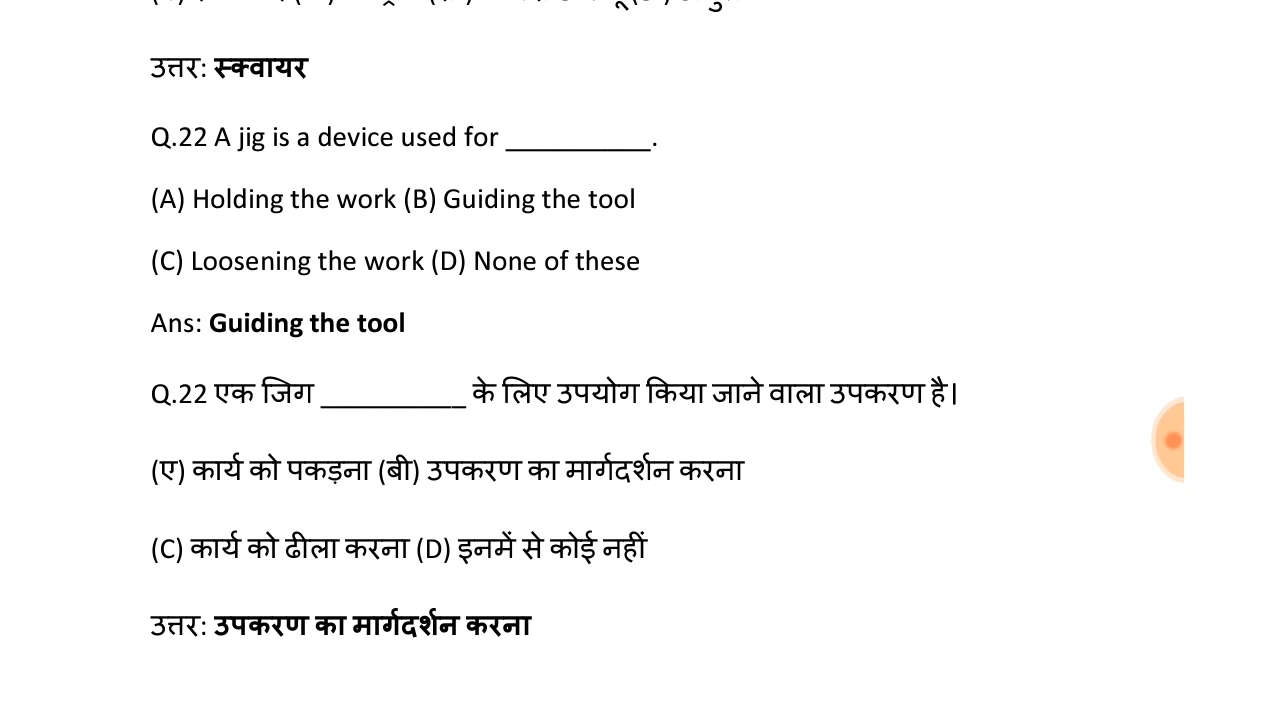 उत्तर: स्क्वायर
Q.22 A jig is a device used for __________.
(A) Holding the work (B) Guiding the tool
(C) Loosening the work (D) None of these
Ans: Guiding the tool
Q.22 एक जिग __________ के लिए उपयोग किया जाने वाला उपकरण है।
(ए) कार्य को पकड़ना (बी) उपकरण का मार्गदर्शन करना
(C) कार्य को ढीला करना (D) इनमें से कोई नहीं
उत्तर: उपकरण का मार्गदर्शन करना